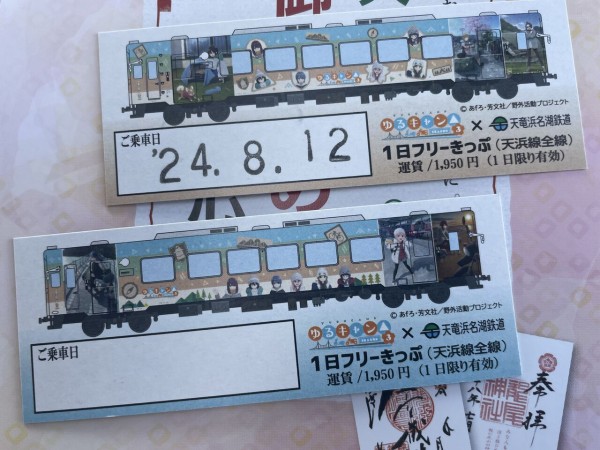 ©あfろ・芳文社／野外活動プロジェクト
ご乗車日
'24.8.12
ゆるキャン△ × 天竜浜名湖鉄道
1日フリーきっぷ（天浜線全線）
運賃/1,950円（1日限り有効）
©あfろ・芳文社／野外活動プロジェクト
ご乗車日
ゆるキャン△ × 天竜浜名湖鉄道
1日フリーきっぷ（天浜線全線）
運賃/1,950円（1日限り有効）
奉拝
神社